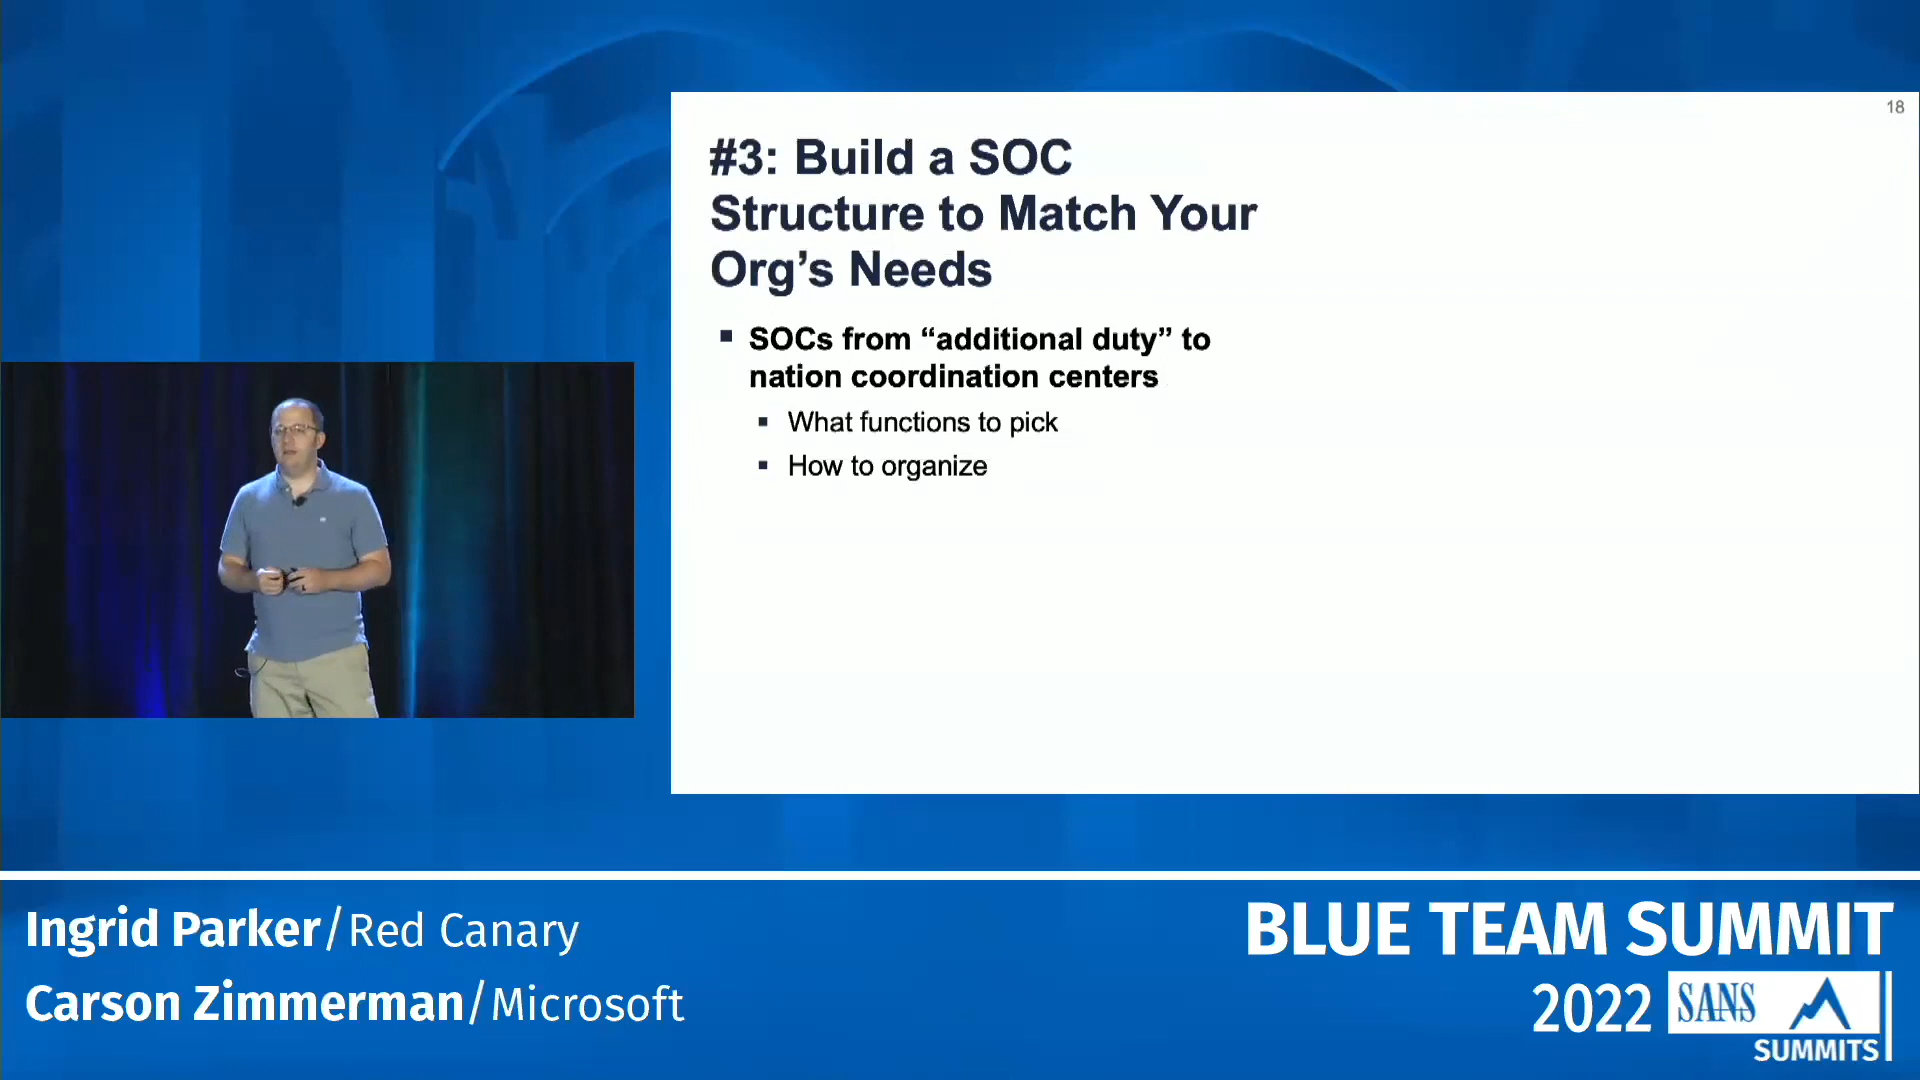 18
#3: Build a SOC
Structure to Match Your
Org’s Needs
▪ SOCs from “additional duty” to
nation coordination centers
▪ What functions to pick
▪ How to organize
Ingrid Parker/Red Canary
Carson Zimmerman/Microsoft
BLUE TEAM SUMMIT
2022 SANS
SUMMITS